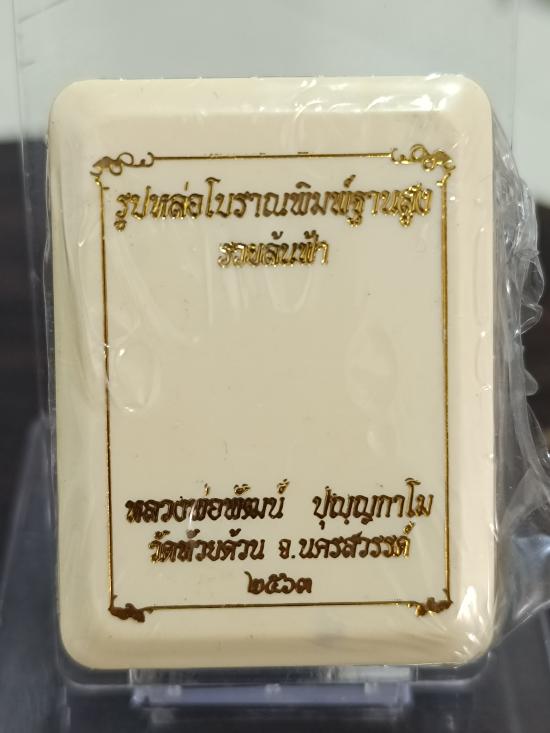 รูปหล่อโบราณพิมพ์ฐานสูง
รวยล้นฟ้า
หลวงพ่อพัฒน์ ปุญฺญกาโม
วัดห้วยด้วน จ.นครสวรรค์
๒๕๖๓